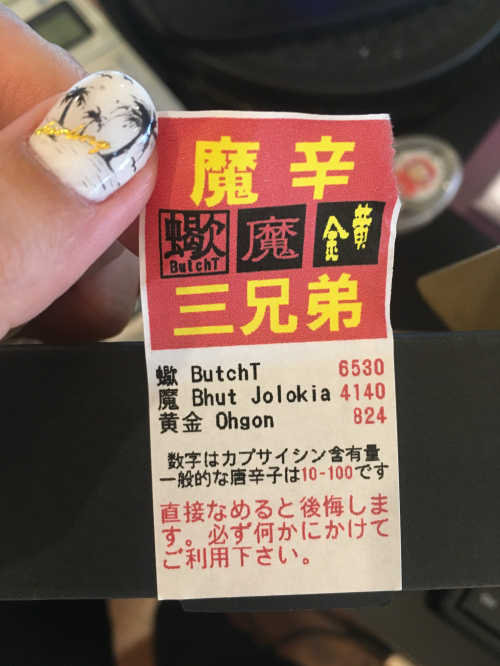 魔辛
蠍 魔 黄金
ButchT
三兄弟
蠍 ButchT 6530
魔 Bhut Jolokia 4140
黄金 Ohgon 824
数字はカプサイシン含有量
一般的な唐辛子は10-100です
直接なめると後悔しま
す。必ず何かにかけて
ご利用下さい。